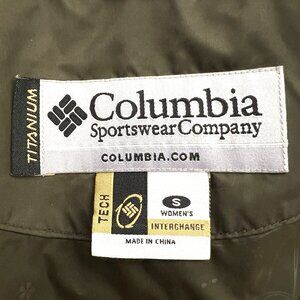 TITANIUM
Columbia
Sportswear Company
COLUMBIA.COM
TECH
S
WOMEN'S
INTERCHANGE
MADE IN CHINA